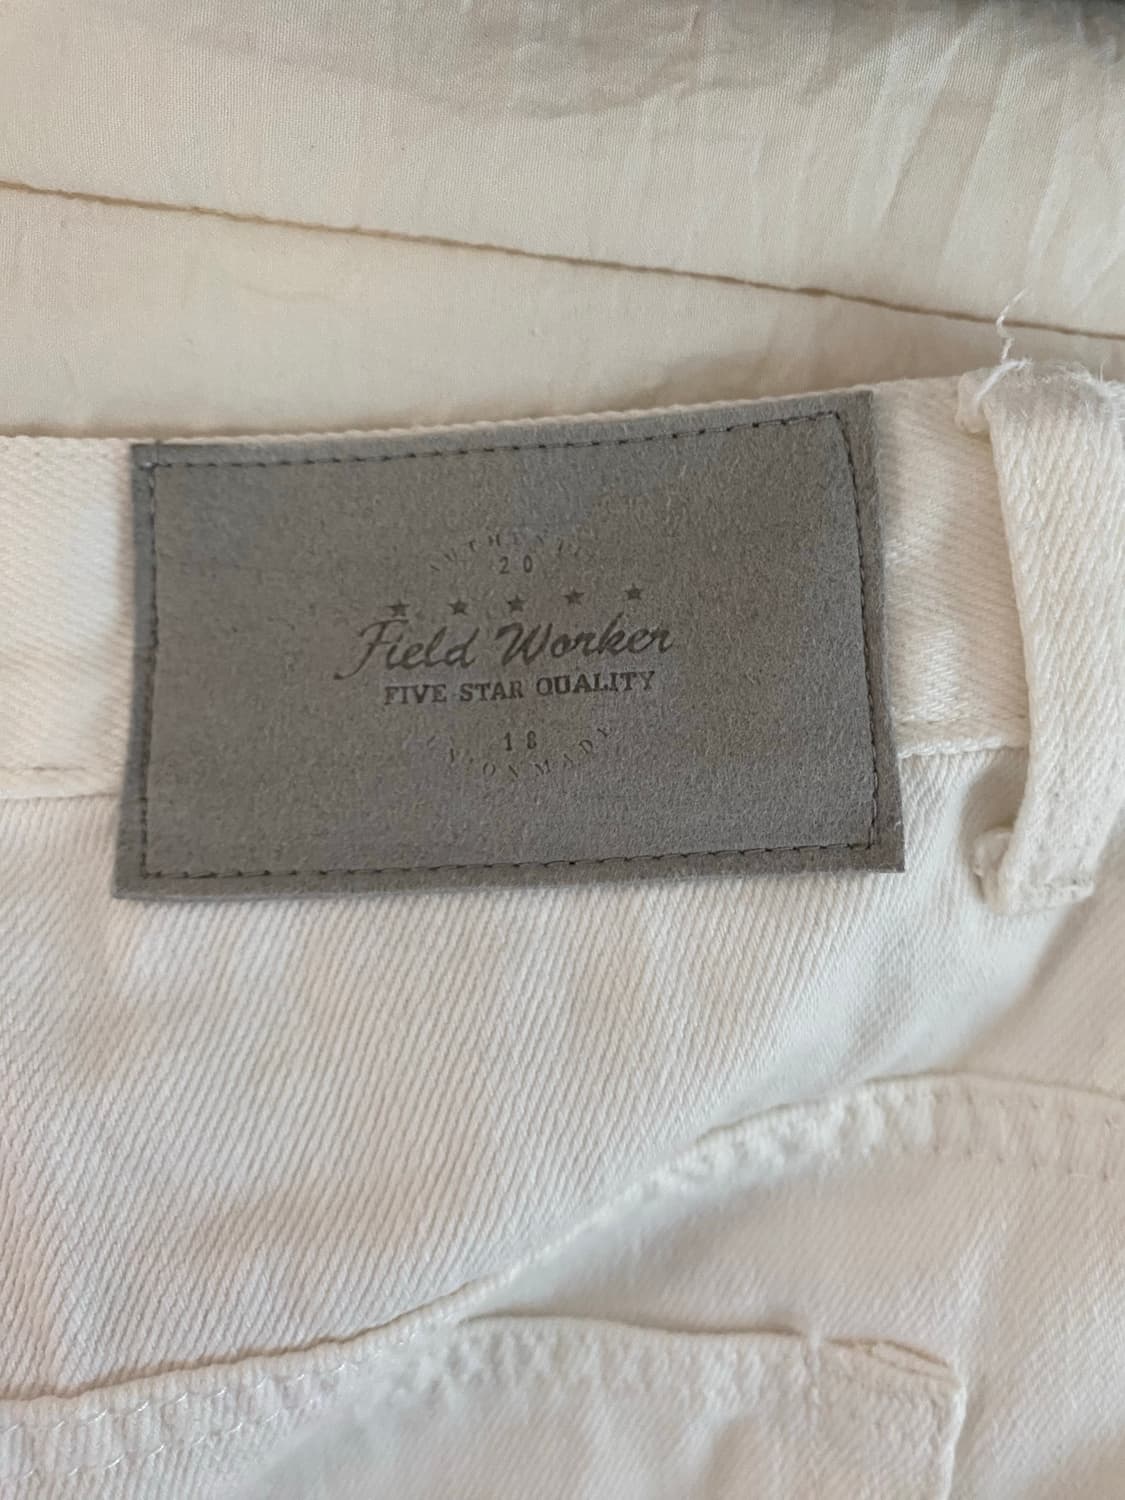 20
Field Worker
FIVE STAR QUALITY
18